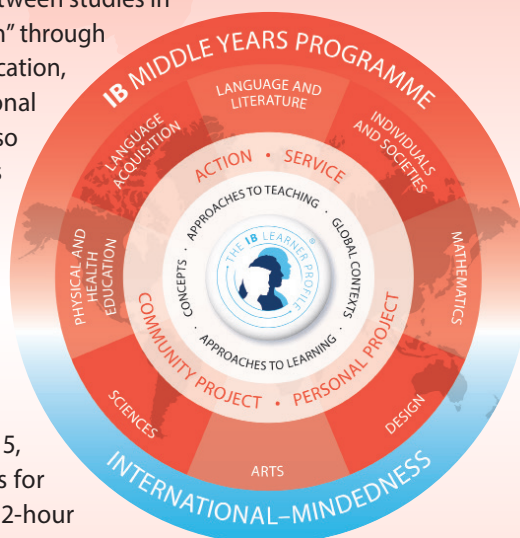 between studies in
n” through
cation,
onal
so
s
5,
s for
2-hour
IB MIDDLE YEARS PROGRAMME
LANGUAGE AND
LITERATURE
INDIVIDUALS
AND SOCIETIES
MATHEMATICS
DESIGN
ARTS
SCIENCES
PHYSICAL AND
HEALTH
EDUCATION
LANGUAGE
ACQUISITION
ACTION • SERVICE
PERSONAL PROJECT
•
COMMUNITY PROJECT
APPROACHES TO TEACHING
· GLOBAL CONTEXTS ·
APPROACHES TO LEARNING
· CONCEPTS ·
THE IB LEARNER PROFILE
®
INTERNATIONAL–MINDEDNESS